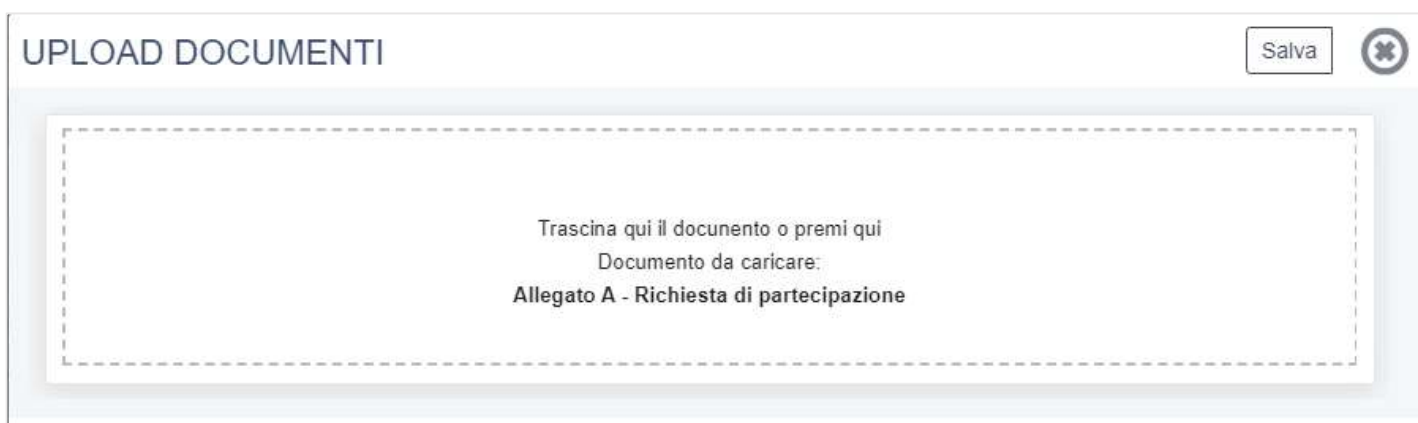 UPLOAD DOCUMENTI
Salva
Trascina qui il docunento o premi qui
Documento da caricare:
Allegato A - Richiesta di partecipazione